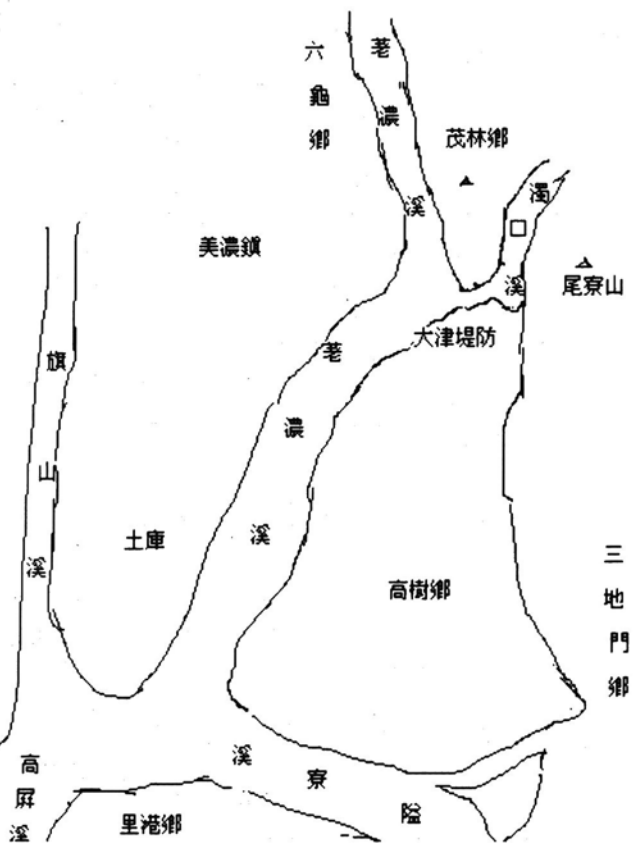 六龜鄉
荖濃溪
茂林鄉
濁溪
美濃鎮
尾寮山
大津堤防
旗山溪
荖濃溪
土庫
高樹鄉
三地門鄉
隘寮溪
高屛溪
里港鄉